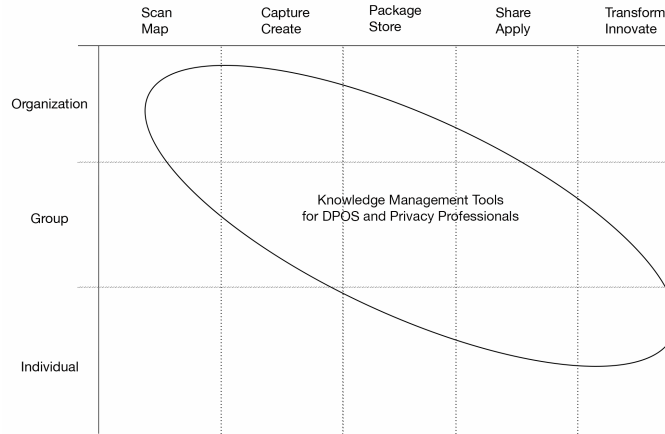 Scan
Map
Capture
Create
Package
Store
Share
Apply
Transform
Innovate
Organization
Group
Knowledge Management Tools
for DPOS and Privacy Professionals
Individual